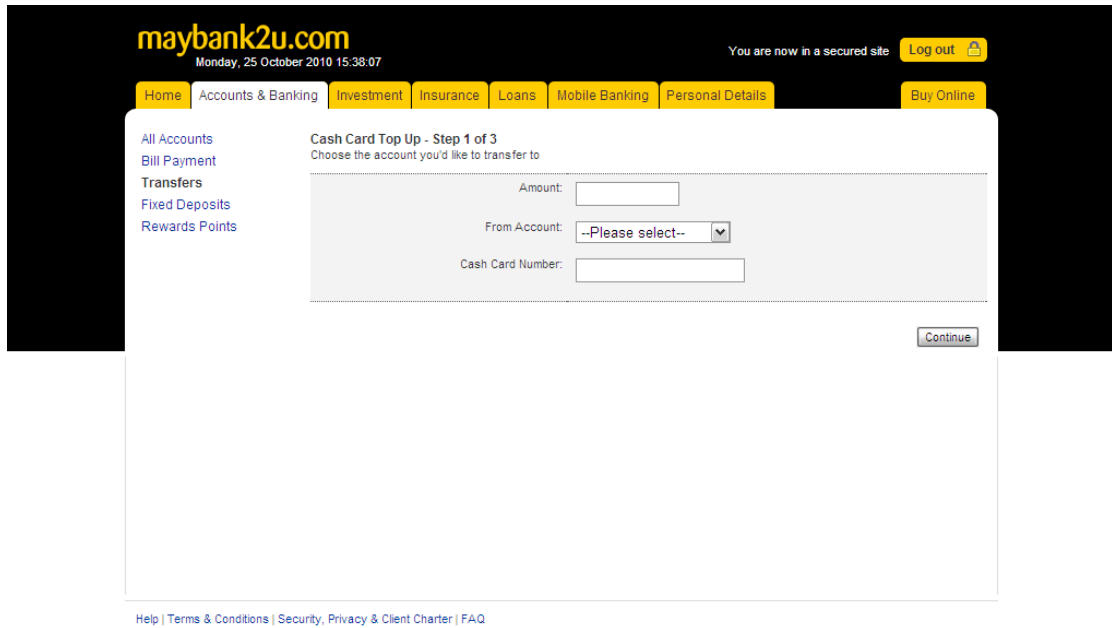 maybank2u.com
Monday, 25 October 2010 15:38:07
You are now in a secured site
Log out
Home
Accounts & Banking
Investment
Insurance
Loans
Mobile Banking
Personal Details
Buy Online
All Accounts
Bill Payment
Transfers
Fixed Deposits
Rewards Points
Cash Card Top Up - Step 1 of 3
Choose the account you'd like to transfer to
Amount:
From Account:
--Please select--
Cash Card Number:
Continue
Help | Terms & Conditions | Security, Privacy & Client Charter | FAQ